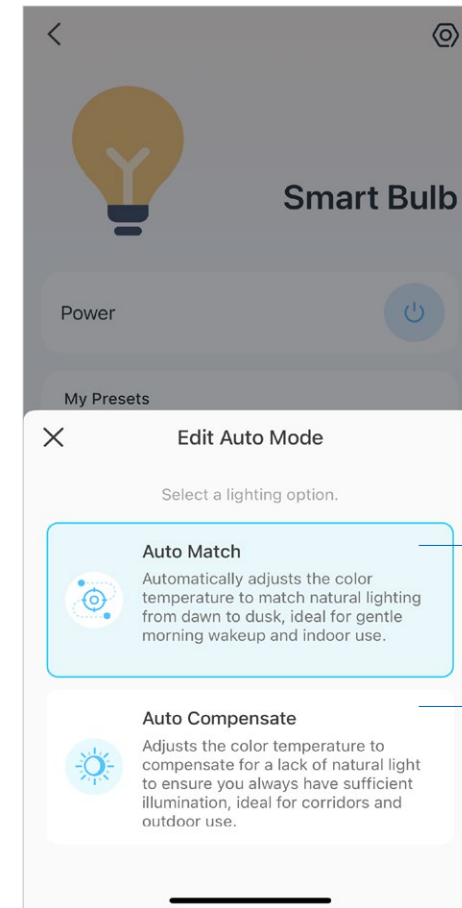 Smart Bulb
Power
My Presets
Edit Auto Mode
Select a lighting option.
Auto Match
Automatically adjusts the color
temperature to match natural lighting
from dawn to dusk, ideal for gentle
morning wakeup and indoor use.
Auto Compensate
Adjusts the color temperature to
compensate for a lack of natural light
to ensure you always have sufficient
illumination, ideal for corridors and
outdoor use.